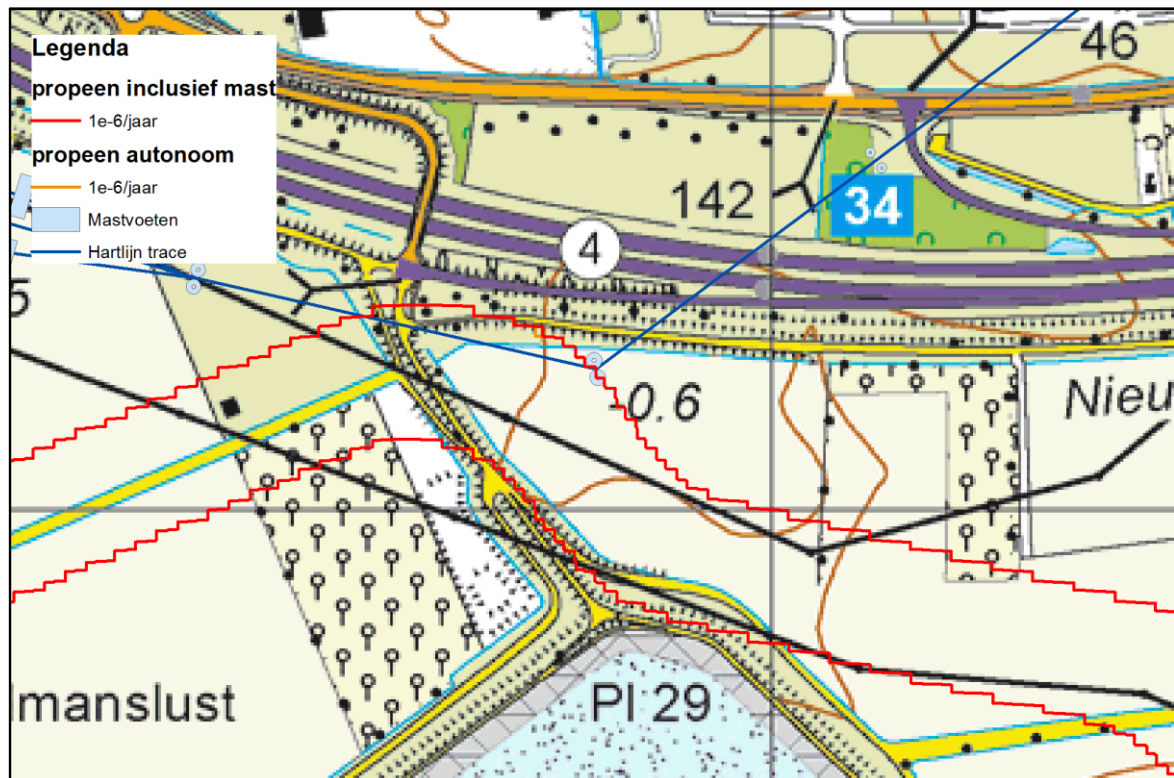 Legenda
propeen inclusief mast
1e-6/jaar
propeen autonoom
1e-6/jaar
Mastvoeten
Hartlijn trace
46
142
34
4
5
-0.6
Nieu
lmanslust
Pl 29